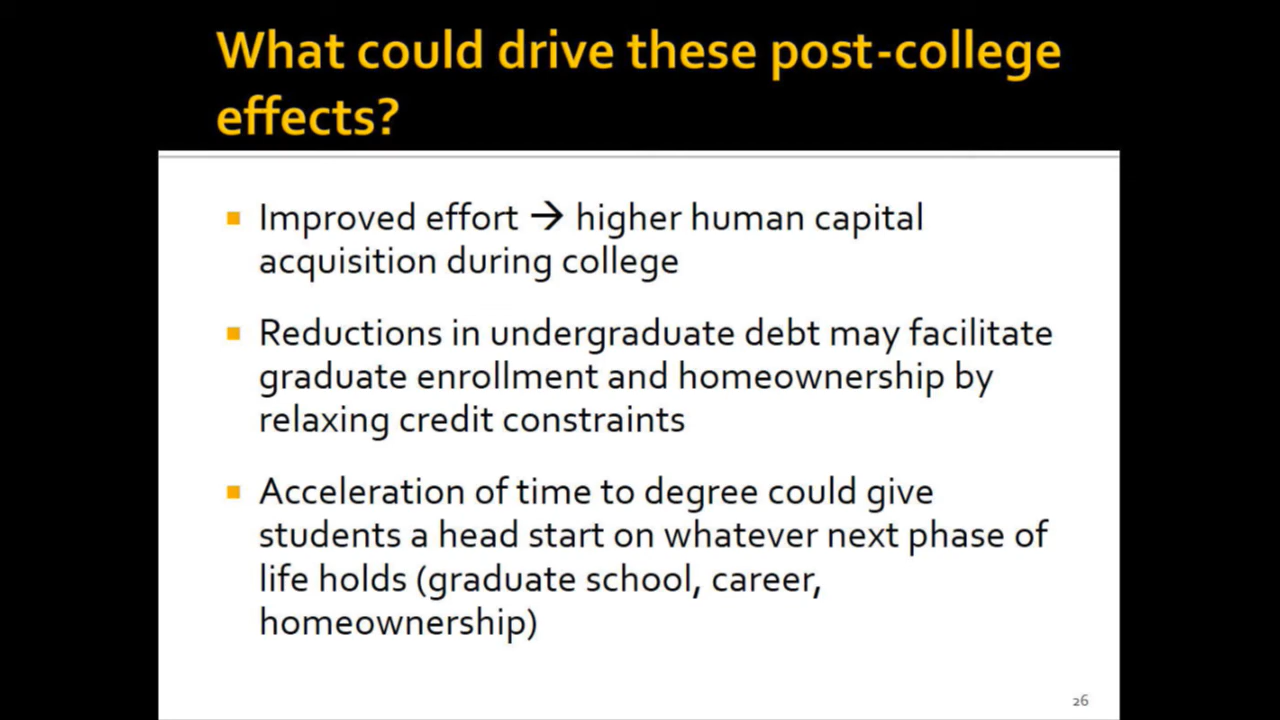 What could drive these post-college
effects?
■ Improved effort → higher human capital
acquisition during college
■ Reductions in undergraduate debt may facilitate
graduate enrollment and homeownership by
relaxing credit constraints
■ Acceleration of time to degree could give
students a head start on whatever next phase of
life holds (graduate school, career,
homeownership)
26